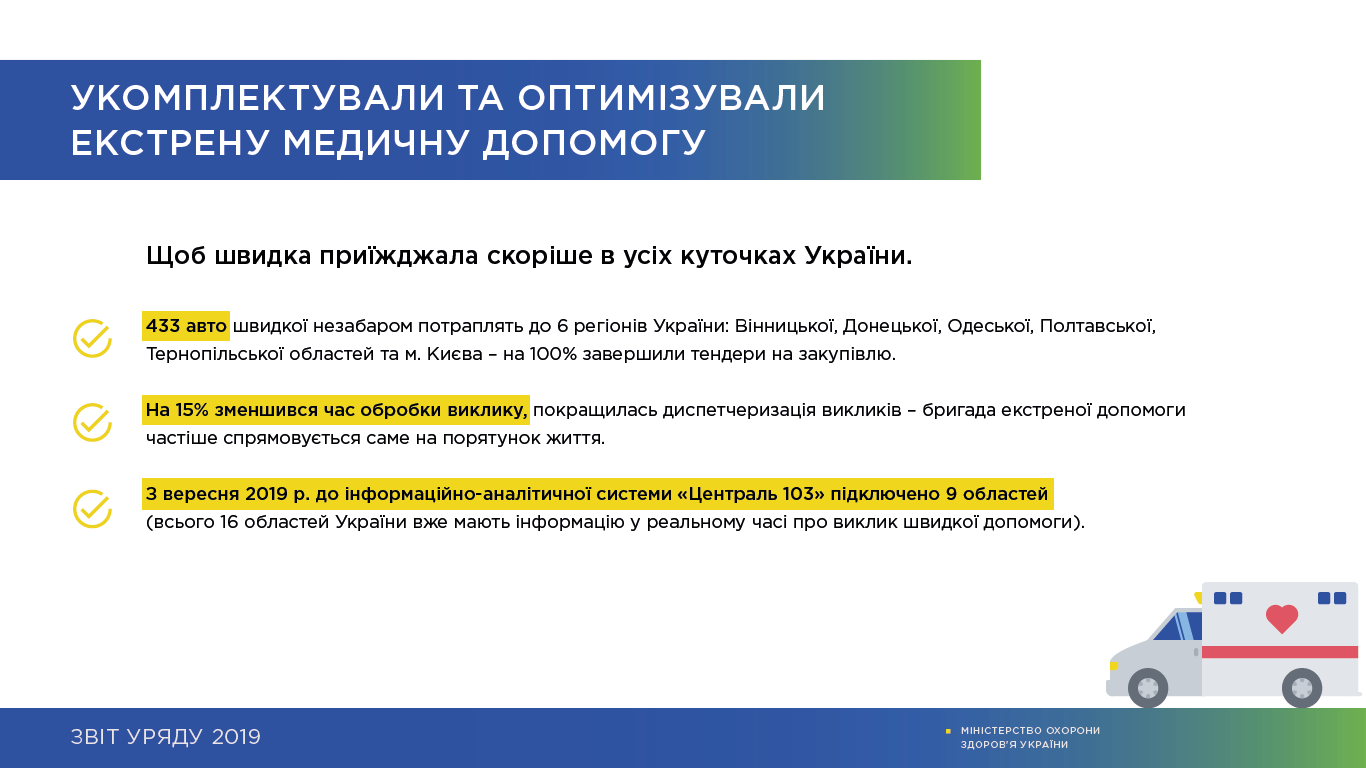 УКОМПЛЕКТУВАЛИ ТА ОПТИМІЗУВАЛИ
ЕКСТРЕНУ МЕДИЧНУ ДОПОМОГУ
Щоб швидка приїжджала скоріше в усіх куточках України.
433 авто швидкої незабаром потраплять до 6 регіонів України: Вінницької, Донецької, Одеської, Полтавської,
Тернопільської областей та м. Києва – на 100% завершили тендери на закупівлю.
На 15% зменшився час обробки виклику, покращилась диспетчеризація викликів – бригада екстреної допомоги
частіше спрямовується саме на порятунок життя.
З вересня 2019 р. до інформаційно-аналітичної системи «Централь 103» підключено 9 областей
(всього 16 областей України вже мають інформацію у реальному часі про виклик швидкої допомоги).
ЗВІТ УРЯДУ 2019
МІНІСТЕРСТВО ОХОРОНИ
ЗДОРОВ'Я УКРАЇНИ